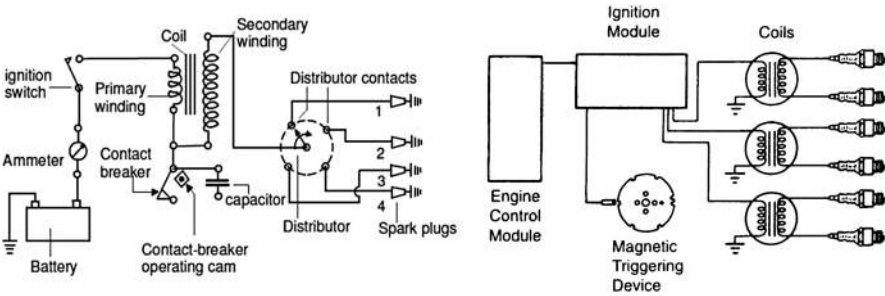 Coil
Secondary
winding
ignition
switch
Primary
winding
Distributor contacts
1
2
3
4
Ammeter
Contact
breaker
capacitor
Distributor
Spark plugs
Battery
Contact-breaker
operating cam
Ignition
Module
Coils
Engine
Control
Module
Magnetic
Triggering
Device